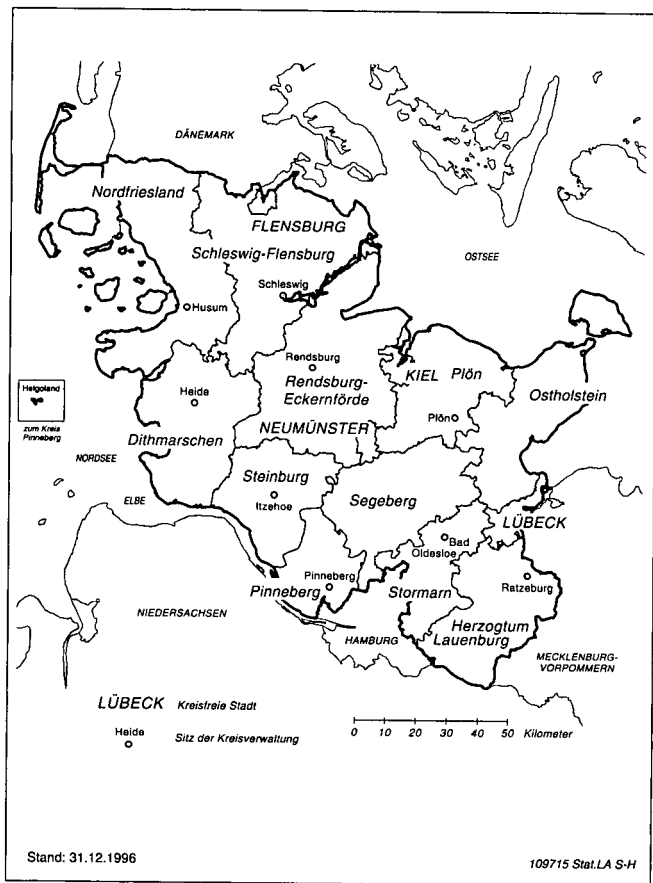 DÄNEMARK
Nordfriesland
FLENSBURG
Schleswig-Flensburg
OSTSEE
Schleswig
Husum
Rendsburg
KIEL Plön
Rendsburg-
Eckernförde
Ostholstein
Helgoland
Heide
Plön
zum Kreis
Pinneberg
Dithmarschen
NEUMÜNSTER
NORDSEE
Steinburg
Segeberg
ELBE
Itzehoe
LÜBECK
Bad
Oldesloe
Pinneberg
Ratzeburg
Pinneberg
Stormarn
NIEDERSACHSEN
Herzogtum
Lauenburg
HAMBURG
MECKLENBURG-
VORPOMMERN
LÜBECK Kreisfreie Stadt
Heide Sitz der Kreisverwaltung
0 10 20 30 40 50 Kilometer
Stand: 31.12.1996
109715 Stat.LA S-H